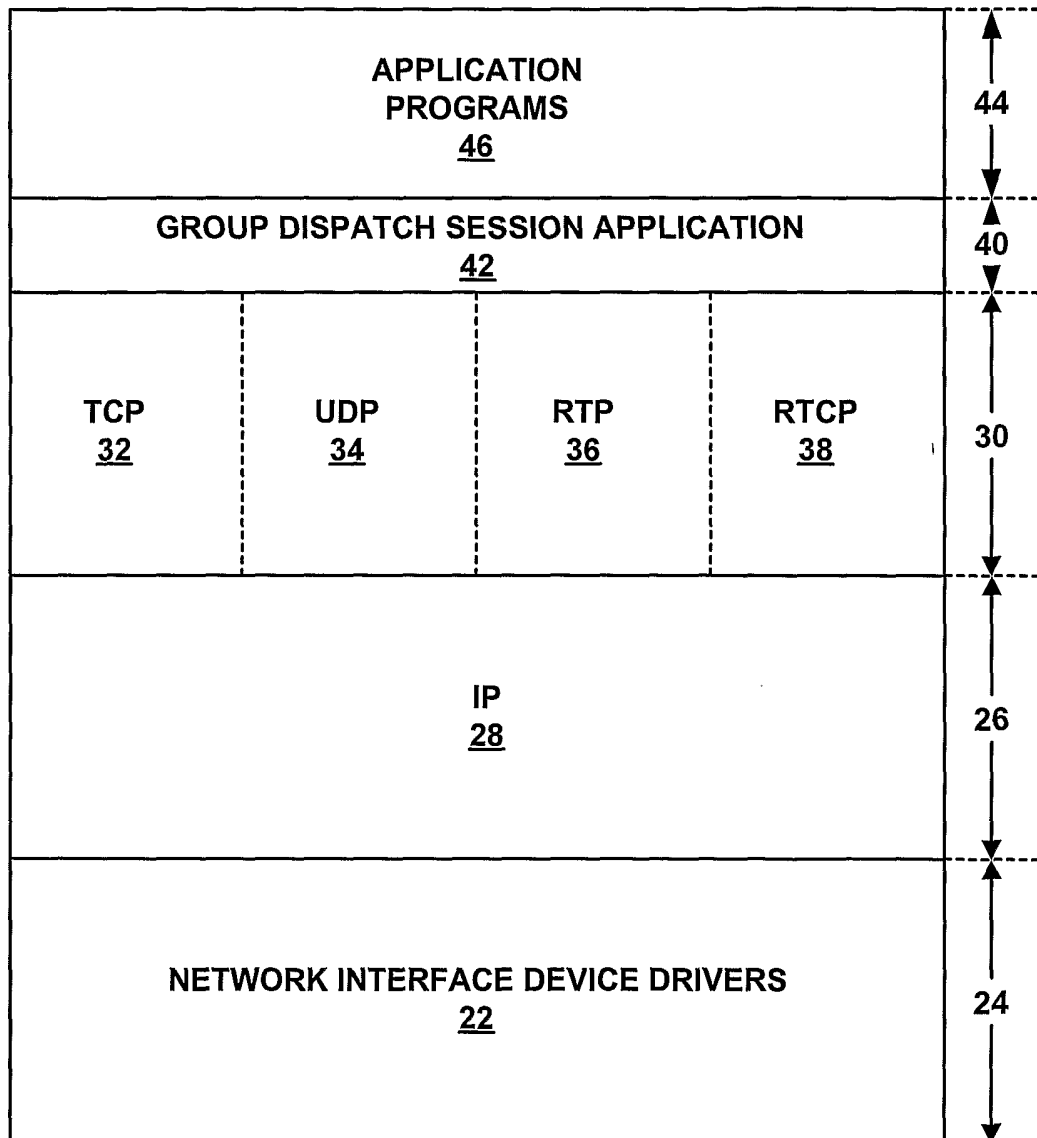 APPLICATION
PROGRAMS
46
44
GROUP DISPATCH SESSION APPLICATION
42
40
TCP
32
UDP
34
RTP
36
RTCP
38
30
IP
28
26
NETWORK INTERFACE DEVICE DRIVERS
22
24